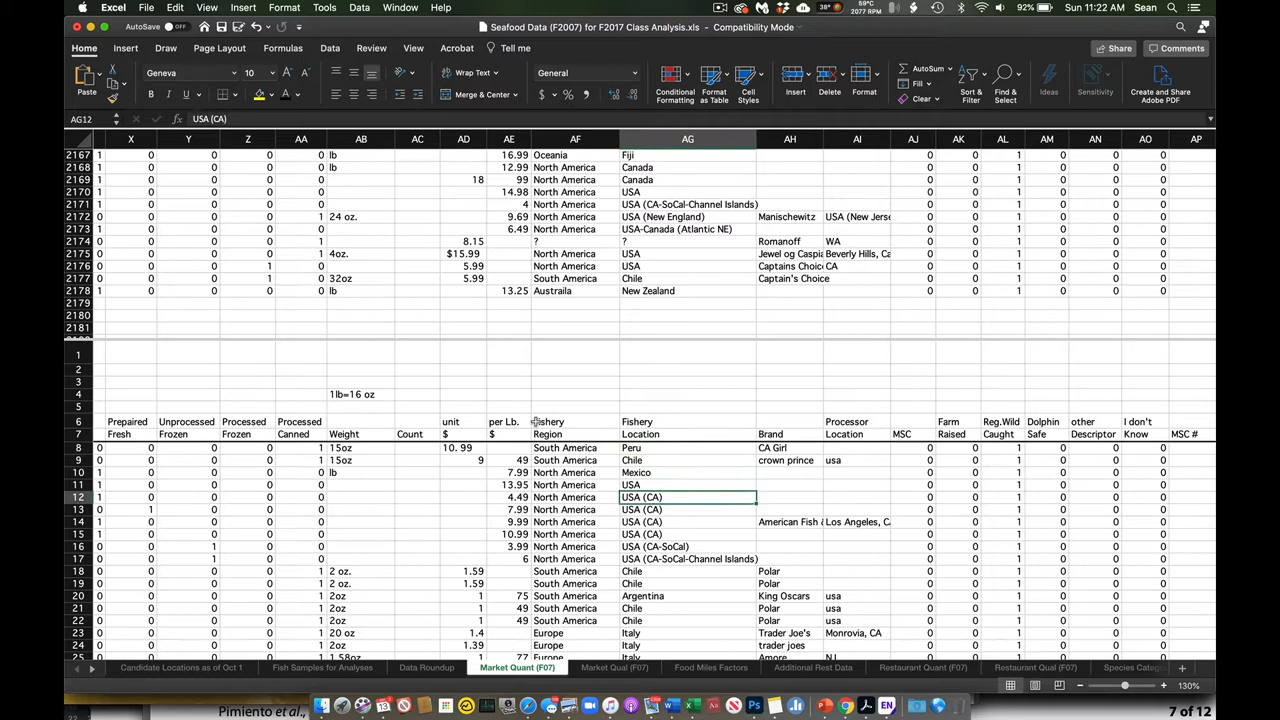 Excel File Edit View Insert Format Tools Data Window Help 38° 59°C 2077 RPM 92% Sun 11:22 AM Sean
AutoSave OFF Seafood Data (F2007) for F2017 Class Analysis.xls - Compatibility Mode
Home Insert Draw Page Layout Formulas Data Review View Acrobat Tell me Share Comments
Paste Geneva 10 Wrap Text General Conditional Formatting Format as Table Cell Styles Insert Delete Format AutoSum Fill Clear Sort & Filter Find & Select Ideas Sensitivity Create and Share Adobe PDF
B I U Merge & Center $ % )
AG12 fx USA (CA)
X Y Z AA AB AC AD AE AF AG AH AI AJ AK AL AM AN AO AP
2167 1 0 0 0 lb 16.99 Oceania Fiji 0 0 1 0 0 0
2168 1 0 0 0 lb 12.99 North America Canada 0 0 1 0 0 0
2169 1 0 0 0 18 99 North America Canada 0 0 1 0 0 0
2170 1 0 0 0 14.98 North America USA 0 0 1 0 0 0
2171 1 0 0 0 4 North America USA (CA-SoCal-Channel Islands) 0 0 1 0 0 0
2172 0 0 0 1 24 oz. 9.69 North America USA (New England) Manischewitz USA (New Jerse 0 0 1 0 0 0
2173 1 0 0 0 6.49 North America USA-Canada (Atlantic NE) 0 0 1 0 0 0
2174 0 0 0 1 8.15 ? ? Romanoff WA 0 0 1 0 0 0
2175 0 0 0 1 4oz. $15.99 North America USA Jewel og Caspia Beverly Hills, Ca 0 0 1 0 0 0
2176 0 0 1 0 5.99 North America USA Captains Choice CA 0 0 1 0 0 0
2177 0 0 1 0 32oz 5.99 South America Chile Captain's Choice 0 0 1 0 0 0
2178 1 0 0 0 lb 13.25 Austraila New Zealand 0 0 1 0 0 0
2179
2180
2181
1
2
3
4 1lb=16 oz
5
6 Prepaired Unprocessed Processed Processed unit per Lb. Fishery Fishery Processor Farm Reg.Wild Dolphin other I don't
7 Fresh Frozen Frozen Canned Weight Count $ $ Region Location Brand Location MSC Raised Caught Safe Descriptor Know MSC #
8 0 0 0 0 1 15oz 10. 99 South America Peru CA Girl 0 0 1 0 0 0
9 0 0 0 0 1 15oz 9 49 South America Chile crown prince usa 0 0 1 0 0 0
10 1 0 0 0 0 lb 7.99 North America Mexico 0 0 1 0 0 0
11 1 0 0 0 0 13.95 North America USA 0 0 1 0 0 0
12 1 0 0 0 0 4.49 North America USA (CA) 0 0 1 0 0 0
13 0 1 0 0 0 7.99 North America USA (CA) 0 0 1 0 0 0
14 1 0 0 0 0 9.99 North America USA (CA) American Fish & Los Angeles, CA 0 0 1 0 0 0
15 1 0 0 0 0 10.99 North America USA (CA) 0 0 1 0 0 0
16 0 0 1 0 0 3.99 North America USA (CA-SoCal) 0 0 1 0 0 0
17 0 0 1 0 0 6 North America USA (CA-SoCal-Channel Islands) 0 0 1 0 0 0
18 0 0 0 0 1 2 oz. 1.59 South America Chile Polar 0 0 1 0 0 0
19 0 0 0 0 1 2 oz. 1.59 South America Chile Polar 0 0 1 0 0 0
20 0 0 0 0 1 2oz 1 75 South America Argentina King Oscars usa 0 0 1 0 0 0
21 0 0 0 0 1 2oz 1 49 South America Chile Polar usa 0 0 1 0 0 0
22 0 0 0 0 1 2oz 1 49 South America Chile Polar usa 0 0 1 0 0 0
23 0 0 0 0 1 20 oz 1.4 Europe Italy Trader Joe's Monrovia, CA 0 0 1 0 0 0
24 0 0 0 0 1 2oz 1.39 Europe Italy trader joes 0 0 1 0 0 0
25 0 0 0 0 1 1.58oz 1 77 Europe Italy Amore NJ 0 0 1 0 0 0
Candidate Locations as of Oct 1 Fish Samples for Analyses Data Roundup Market Quant (F07) Market Qual (F07) Food Miles Factors Additional Rest Data Restaurant Quant (F07) Restaurant Qual (F07) Species Categ +
130%
Pimiento et al., 7 of 12